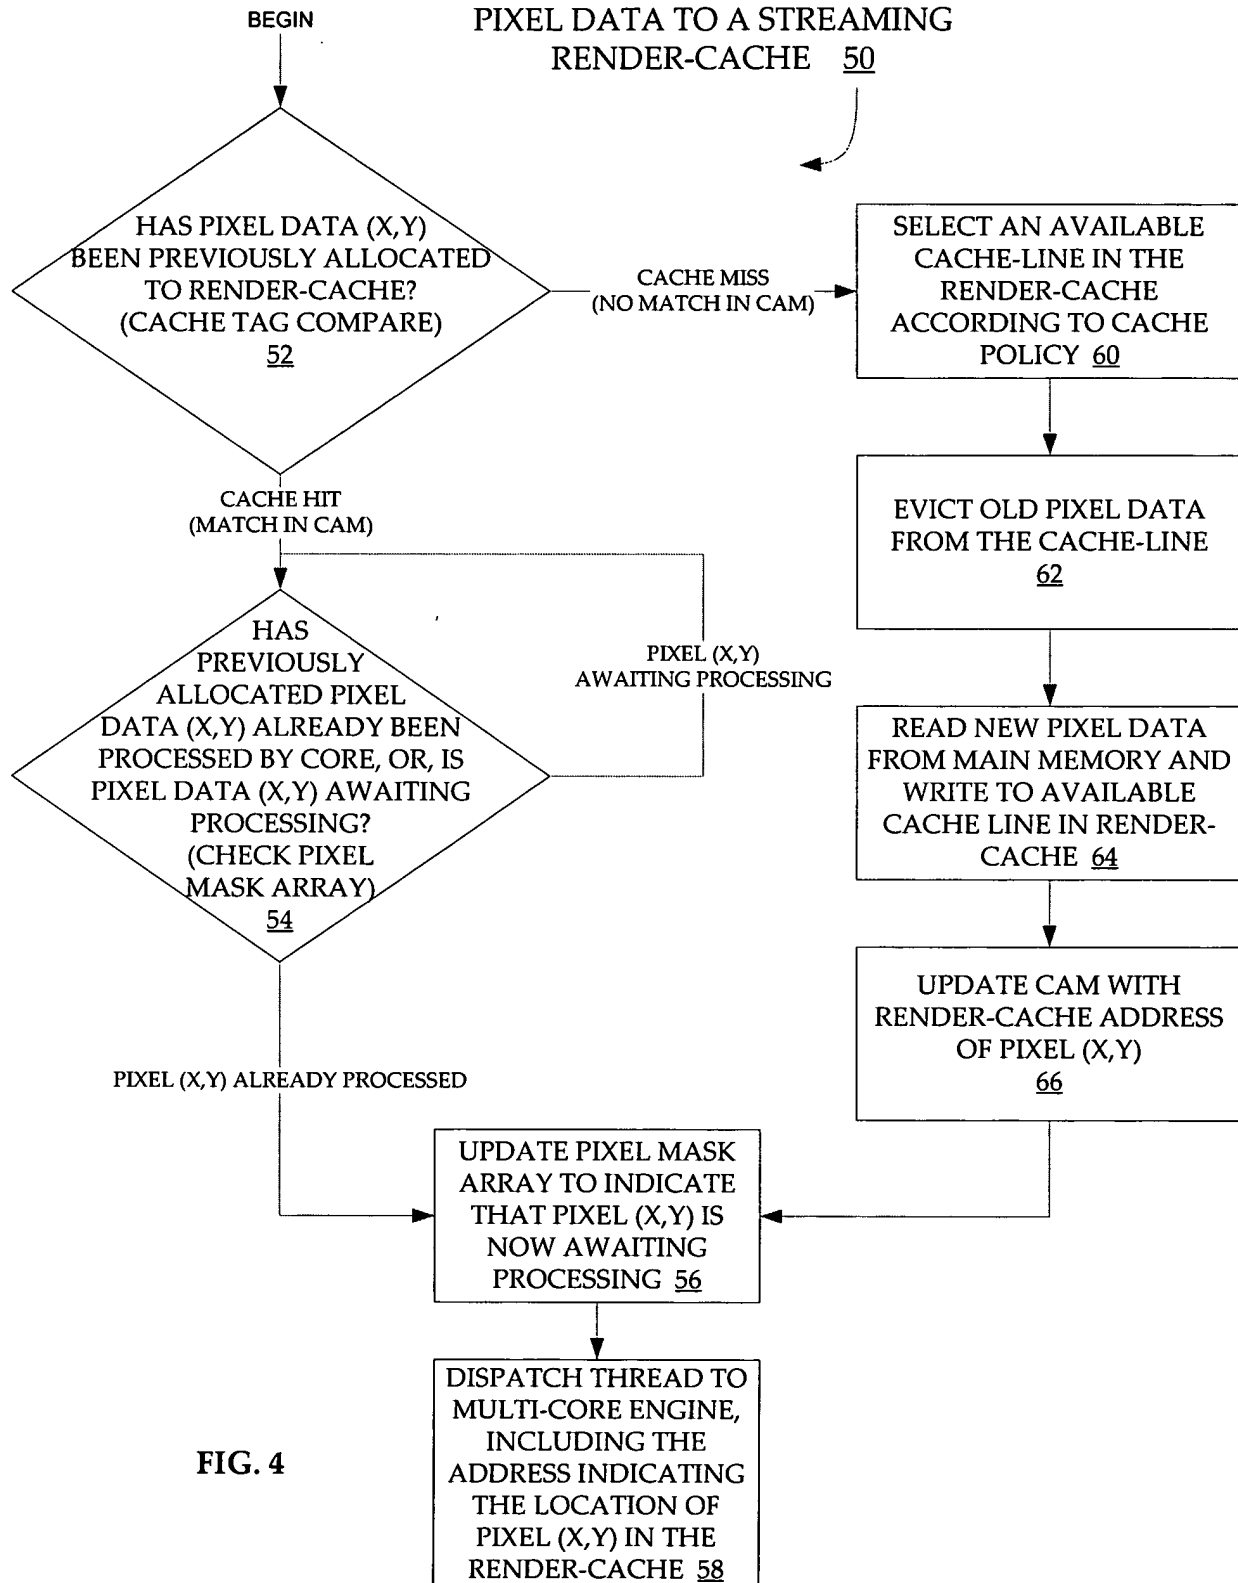 BEGIN
PIXEL DATA TO A STREAMING
RENDER-CACHE 50
HAS PIXEL DATA (X,Y)
BEEN PREVIOUSLY ALLOCATED
TO RENDER-CACHE?
(CACHE TAG COMPARE)
52
CACHE MISS
(NO MATCH IN CAM)
SELECT AN AVAILABLE
CACHE-LINE IN THE
RENDER-CACHE
ACCORDING TO CACHE
POLICY 60
CACHE HIT
(MATCH IN CAM)
EVICT OLD PIXEL DATA
FROM THE CACHE-LINE
62
HAS
PREVIOUSLY
ALLOCATED PIXEL
DATA (X,Y) ALREADY BEEN
PROCESSED BY CORE, OR, IS
PIXEL DATA (X,Y) AWAITING
PROCESSING?
(CHECK PIXEL
MASK ARRAY)
54
PIXEL (X,Y)
AWAITING PROCESSING
READ NEW PIXEL DATA
FROM MAIN MEMORY AND
WRITE TO AVAILABLE
CACHE LINE IN RENDER-
CACHE 64
UPDATE CAM WITH
RENDER-CACHE ADDRESS
OF PIXEL (X,Y)
66
PIXEL (X,Y) ALREADY PROCESSED
UPDATE PIXEL MASK
ARRAY TO INDICATE
THAT PIXEL (X,Y) IS
NOW AWAITING
PROCESSING 56
DISPATCH THREAD TO
MULTI-CORE ENGINE,
INCLUDING THE
ADDRESS INDICATING
THE LOCATION OF
PIXEL (X,Y) IN THE
RENDER-CACHE 58
FIG. 4